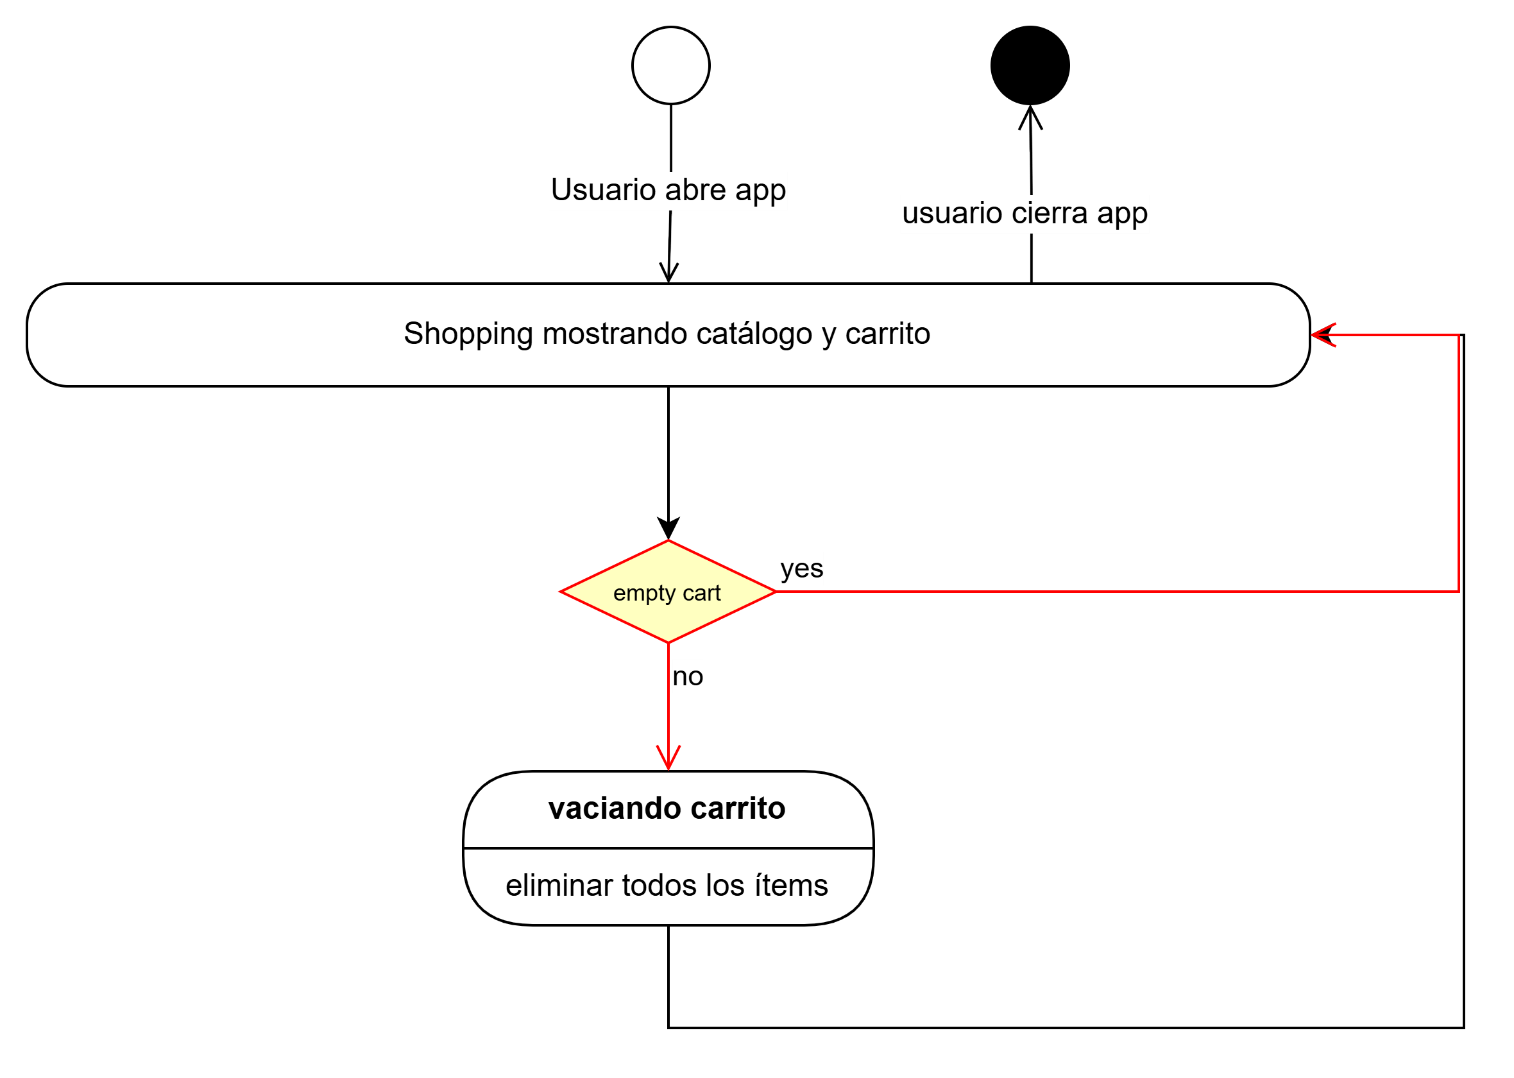 Usuario abre app
usuario cierra app
Shopping mostrando catálogo y carrito
yes
empty cart
no
vaciando carrito
eliminar todos los ítems